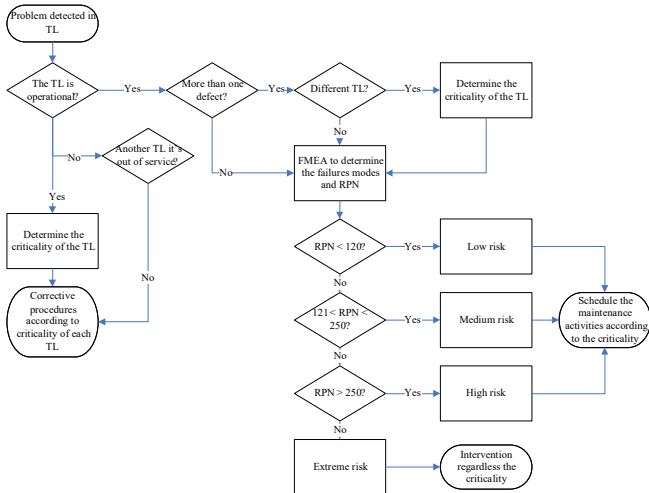 Problem detected in
TL
The TL is
operational?
Yes
More than one
defect?
Yes
Different TL?
Yes
Determine the
criticality of the TL
No
Another TL it's
out of service?
No
No
FMEA to determine
the failures modes
and RPN
Yes
Determine the
criticality of the TL
No
Corrective
procedures
according to
criticality of each
TL
RPN < 120?
Yes
Low risk
No
121 < RPN <
250?
Yes
Medium risk
Schedule the
maintenance
activities according
to the criticality
No
RPN > 250?
Yes
High risk
No
Extreme risk
Intervention
regardless the
criticality